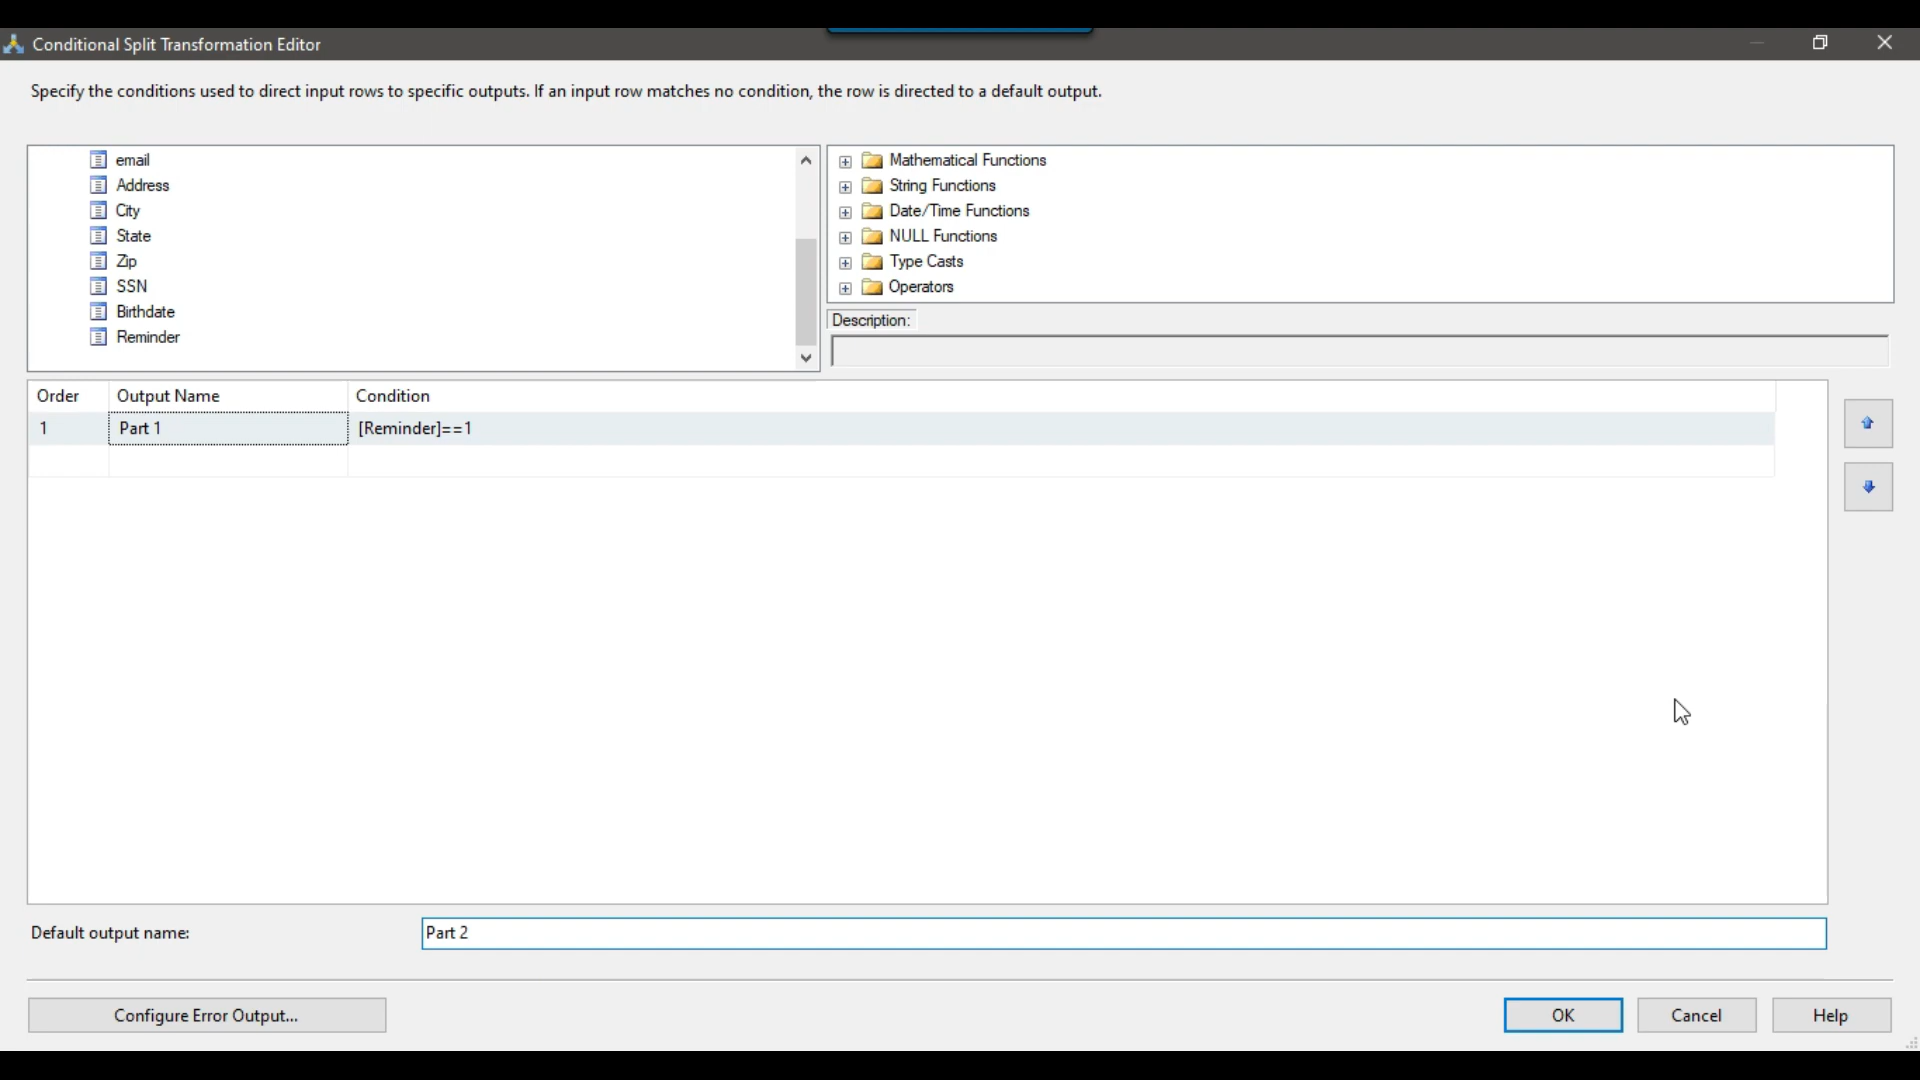 Conditional Split Transformation Editor
Specify the conditions used to direct input rows to specific outputs. If an input row matches no condition, the row is directed to a default output.
email
Address
City
State
Zip
SSN
Birthdate
Reminder
Mathematical Functions
String Functions
Date/Time Functions
NULL Functions
Type Casts
Operators
Description:
Order Output Name Condition
1 Part 1 [Reminder]==1
Default output name: Part 2
Configure Error Output... OK Cancel Help